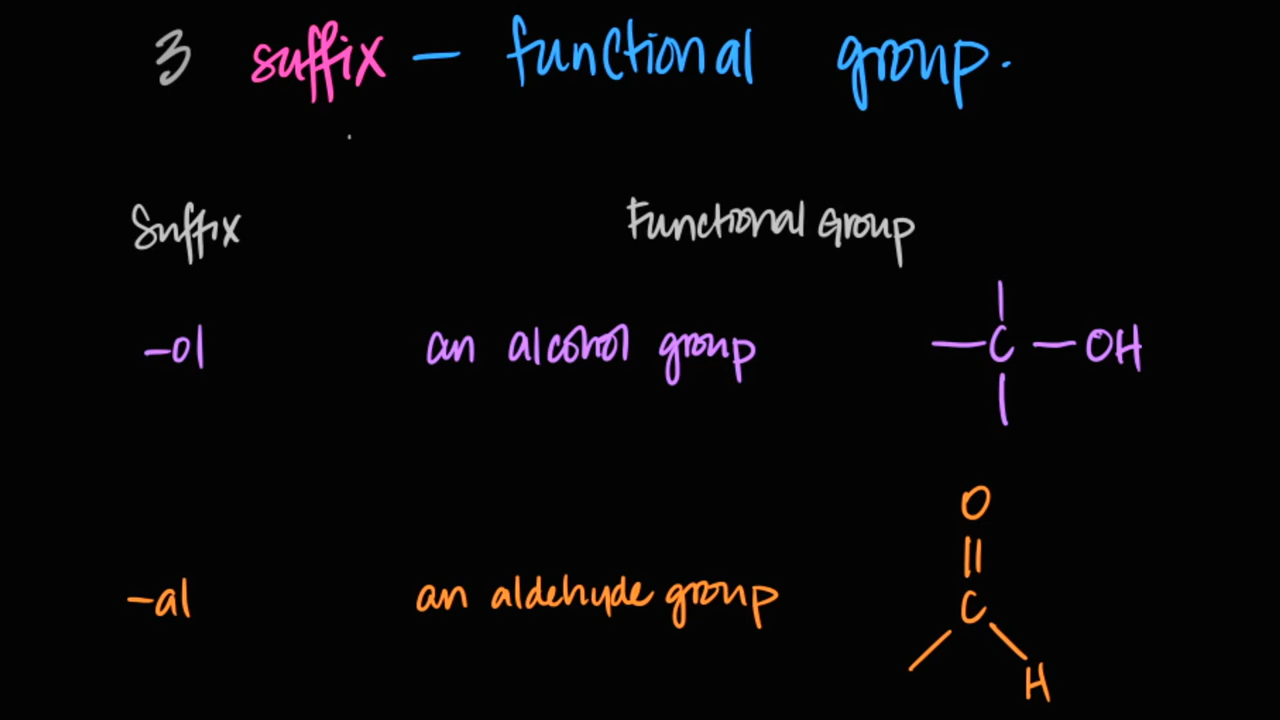 3 suffix – functional group.
Suffix Functional Group
-ol an alcohol group –C–OH
O
-al an aldehyde group C
H